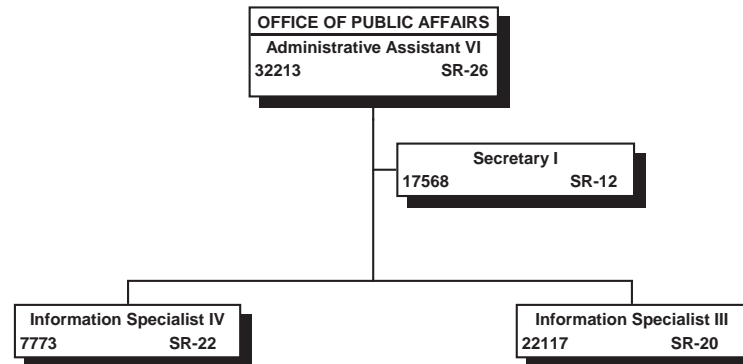 OFFICE OF PUBLIC AFFAIRS
Administrative Assistant VI
32213 SR-26
Secretary I
17568 SR-12
Information Specialist IV
7773 SR-22
Information Specialist III
22117 SR-20